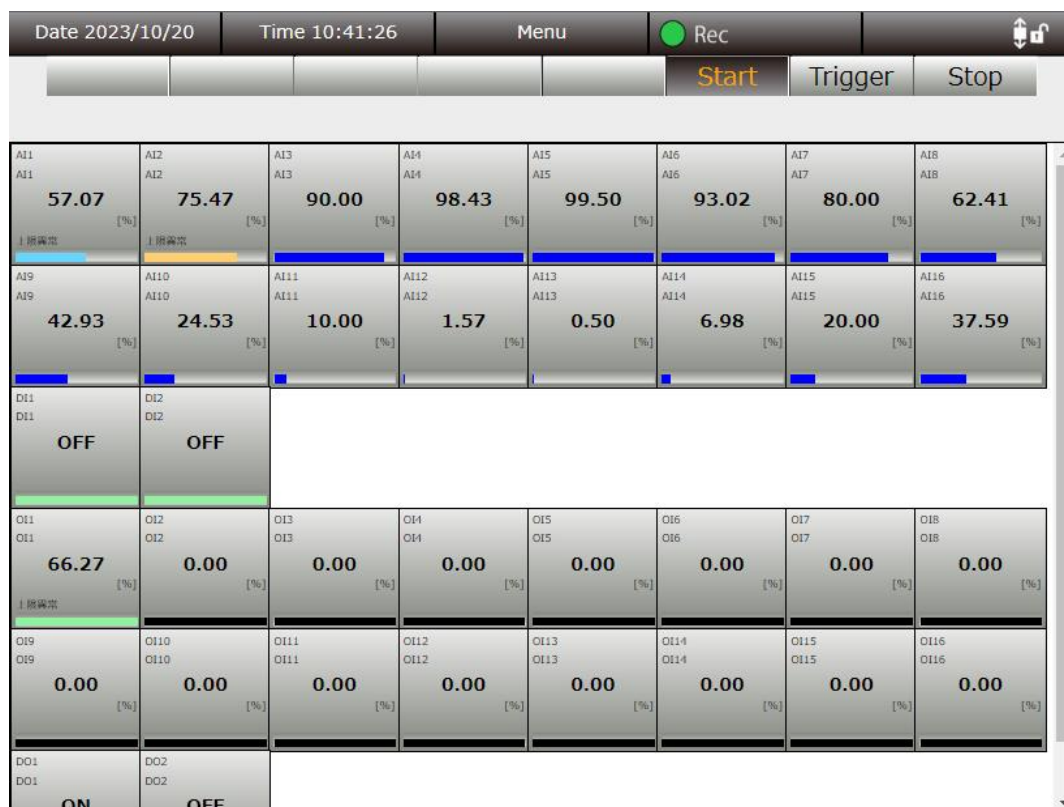 Date 2023/10/20 Time 10:41:26 Menu Rec
Start Trigger Stop
AI1 AI2 AI3 AI4 AI5 AI6 AI7 AI8
AI1 AI2 AI3 AI4 AI5 AI6 AI7 AI8
57.07 75.47 90.00 98.43 99.50 93.02 80.00 62.41
[%] [%] [%] [%] [%] [%] [%] [%]
上限異常 上限異常
AI9 AI10 AI11 AI12 AI13 AI14 AI15 AI16
AI9 AI10 AI11 AI12 AI13 AI14 AI15 AI16
42.93 24.53 10.00 1.57 0.50 6.98 20.00 37.59
[%] [%] [%] [%] [%] [%] [%] [%]
DI1 DI2
DI1 DI2
OFF OFF
OI1 OI2 OI3 OI4 OI5 OI6 OI7 OI8
OI1 OI2 OI3 OI4 OI5 OI6 OI7 OI8
66.27 0.00 0.00 0.00 0.00 0.00 0.00 0.00
[%] [%] [%] [%] [%] [%] [%] [%]
上限異常
OI9 OI10 OI11 OI12 OI13 OI14 OI15 OI16
OI9 OI10 OI11 OI12 OI13 OI14 OI15 OI16
0.00 0.00 0.00 0.00 0.00 0.00 0.00 0.00
[%] [%] [%] [%] [%] [%] [%] [%]
DO1 DO2
DO1 DO2
ON OFF